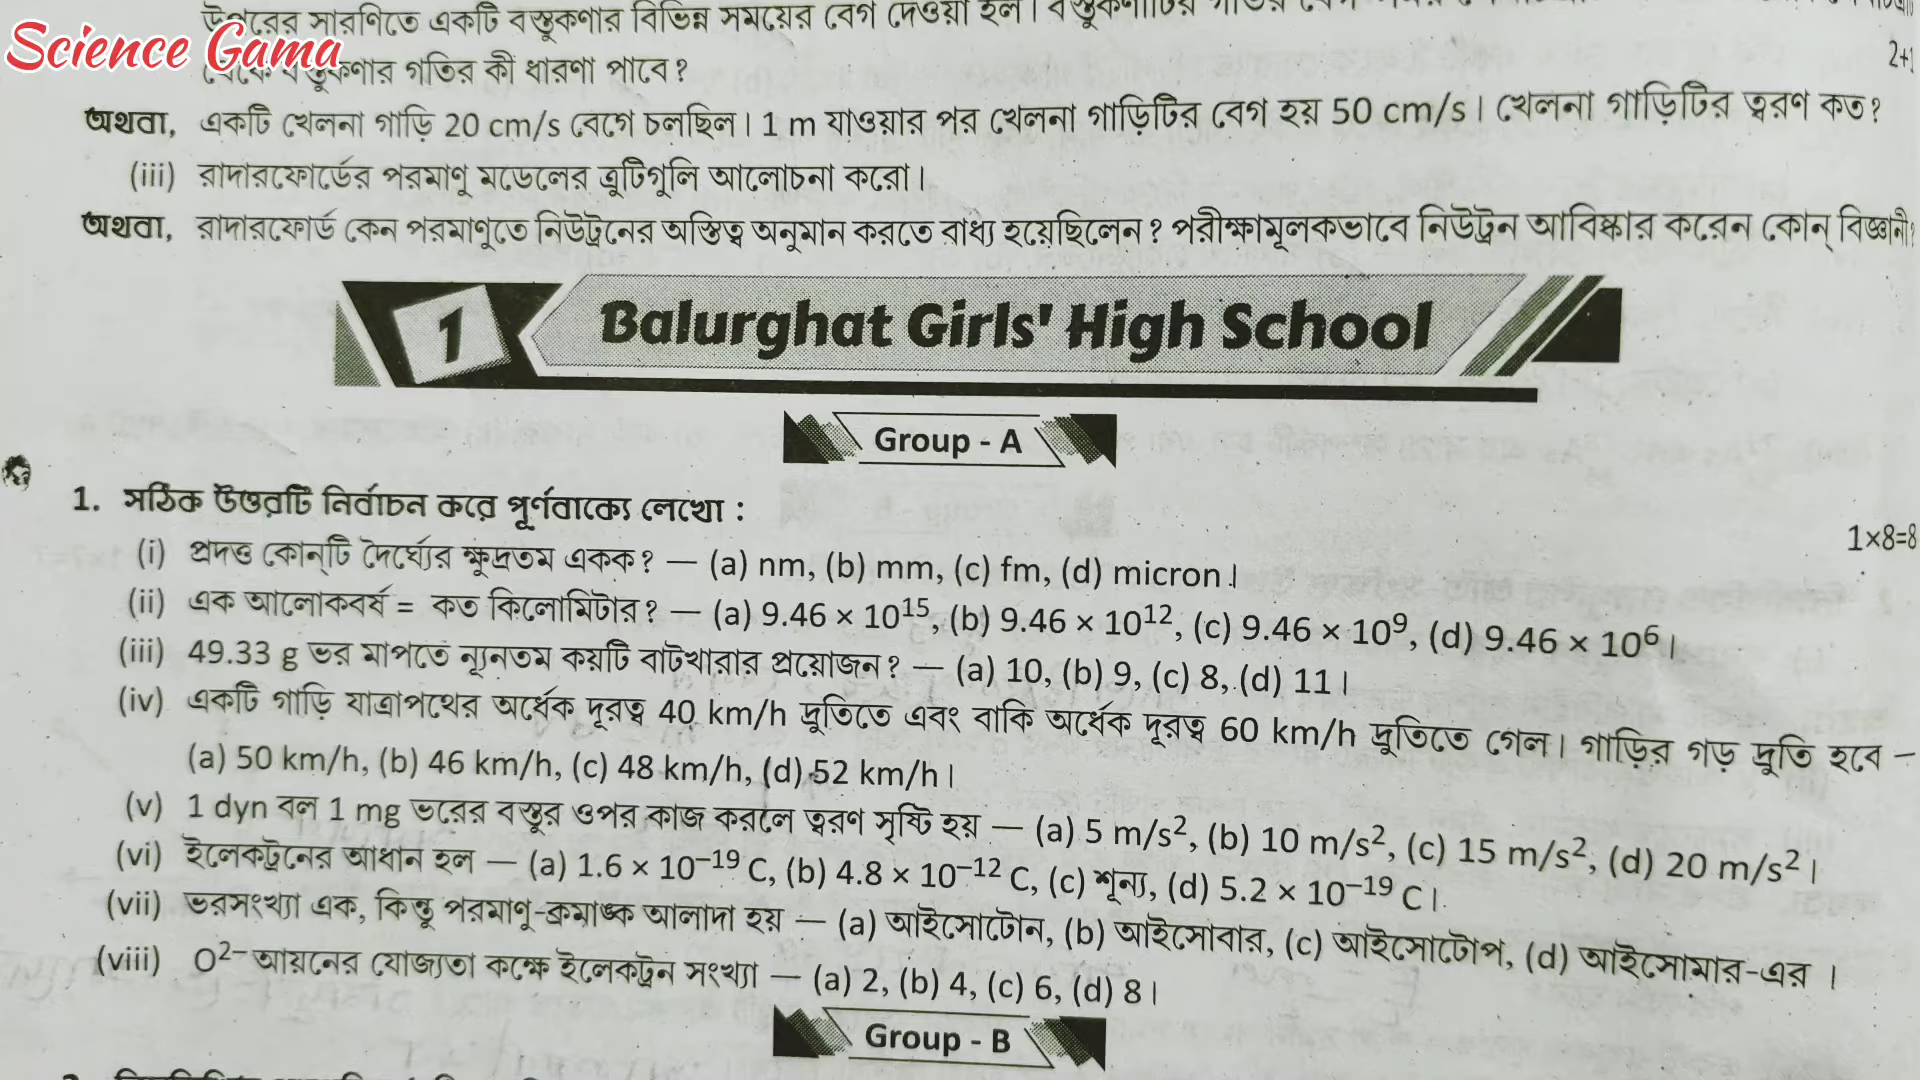 উপরের সারণিতে একটি বস্তুকণার বিভিন্ন সময়ের বেগ দেওয়া হল।
Science Gama
2+1
থেকে বস্তুকণার গতির কী ধারণা পাবে?
অথবা, একটি খেলনা গাড়ি 20 cm/s বেগে চলছিল। 1 m যাওয়ার পর খেলনা গাড়িটির বেগ হয় 50 cm/s। খেলনা গাড়িটির ত্বরণ কত?
(iii) রাদারফোর্ডের পরমাণু মডেলের ত্রুটিগুলি আলোচনা করো।
অথবা, রাদারফোর্ড কেন পরমাণুতে নিউট্রনের অস্তিত্ব অনুমান করতে বাধ্য হয়েছিলেন? পরীক্ষামূলকভাবে নিউট্রন আবিষ্কার করেন কোন্ বিজ্ঞানী?
1 Balurghat Girls' High School
Group - A
1. সঠিক উত্তরটি নির্বাচন করে পূর্ণবাক্যে লেখো :
1×8=8
(i) প্রদত্ত কোন্‌টি দৈর্ঘ্যের ক্ষুদ্রতম একক? — (a) nm, (b) mm, (c) fm, (d) micron।
(ii) এক আলোকবর্ষ = কত কিলোমিটার? — (a) 9.46 × 10¹⁵, (b) 9.46 × 10¹², (c) 9.46 × 10⁹, (d) 9.46 × 10⁶।
(iii) 49.33 g ভর মাপতে ন্যূনতম কয়টি বাটখারার প্রয়োজন? — (a) 10, (b) 9, (c) 8, (d) 11।
(iv) একটি গাড়ি যাত্রাপথের অর্ধেক দূরত্ব 40 km/h দ্রুতিতে এবং বাকি অর্ধেক দূরত্ব 60 km/h দ্রুতিতে গেল। গাড়ির গড় দ্রুতি হবে –
(a) 50 km/h, (b) 46 km/h, (c) 48 km/h, (d) 52 km/h।
(v) 1 dyn বল 1 mg ভরের বস্তুর ওপর কাজ করলে ত্বরণ সৃষ্টি হয় — (a) 5 m/s², (b) 10 m/s², (c) 15 m/s², (d) 20 m/s²।
(vi) ইলেকট্রনের আধান হল — (a) 1.6 × 10⁻¹⁹ C, (b) 4.8 × 10⁻¹² C, (c) শূন্য, (d) 5.2 × 10⁻¹⁹ C।
(vii) ভরসংখ্যা এক, কিন্তু পরমাণু-ক্রমাঙ্ক আলাদা হয় — (a) আইসোটোন, (b) আইসোবার, (c) আইসোটোপ, (d) আইসোমার-এর ।
(viii) O²⁻ আয়নের যোজ্যতা কক্ষে ইলেকট্রন সংখ্যা — (a) 2, (b) 4, (c) 6, (d) 8।
Group - B